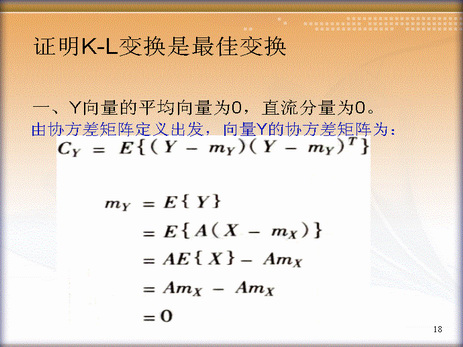 证明K-L变换是最佳变换
一、Y向量的平均向量为0，直流分量为0。
由协方差矩阵定义出发，向量Y的协方差矩阵为：
C_Y = E{(Y - m_Y)(Y - m_Y)^T}
m_Y = E{Y}
= E{A(X - m_X)}
= AE{X} - Am_X
= Am_X - Am_X
= 0
18